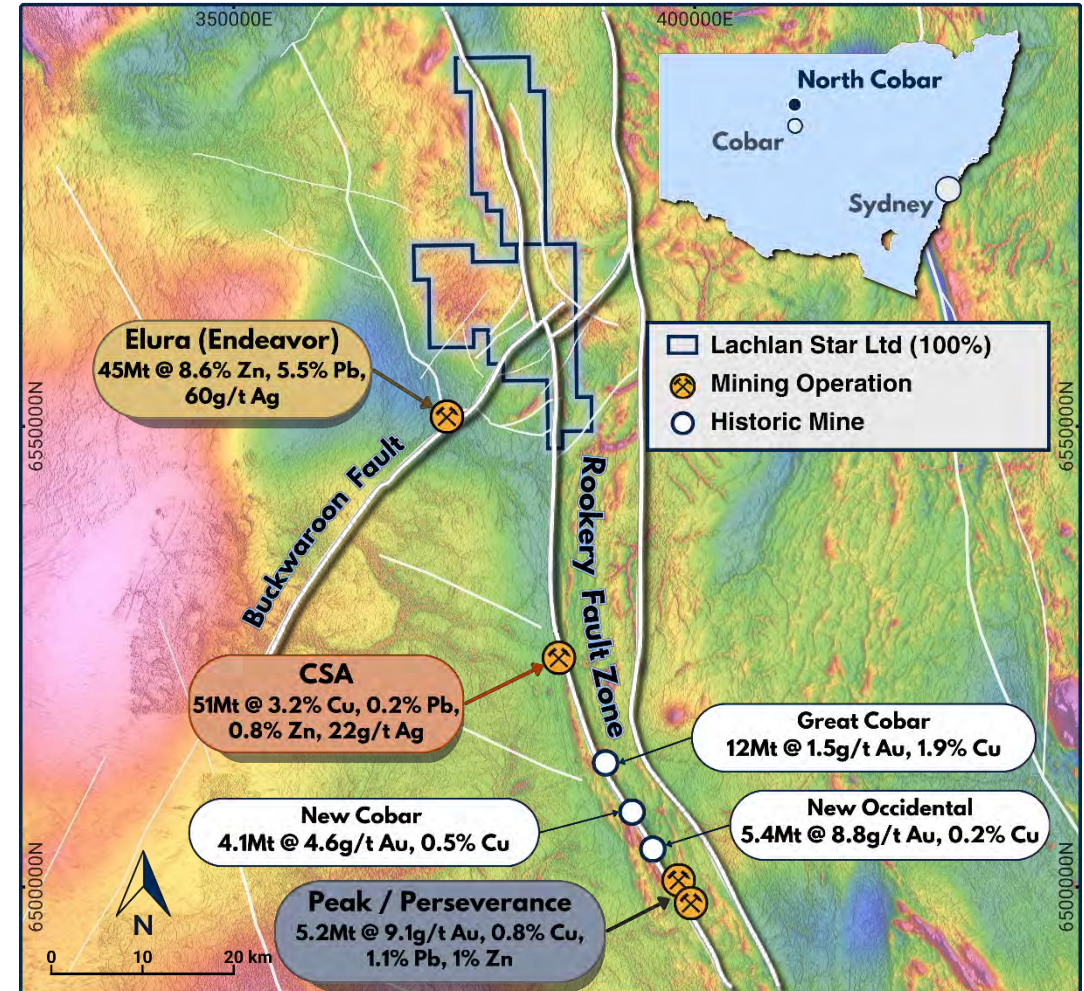 350000E
400000E
North Cobar
Cobar
Sydney
Lachlan Star Ltd (100%)
Mining Operation
Historic Mine
Elura (Endeavor)
45Mt @ 8.6% Zn, 5.5% Pb,
60g/t Ag
6550000N
6550000N
Buckwaroon Fault
Rookery Fault Zone
CSA
51Mt @ 3.2% Cu, 0.2% Pb,
0.8% Zn, 22g/t Ag
Great Cobar
12Mt @ 1.5g/t Au, 1.9% Cu
New Cobar
4.1Mt @ 4.6g/t Au, 0.5% Cu
New Occidental
5.4Mt @ 8.8g/t Au, 0.2% Cu
6500000N
6500000N
Peak / Perseverance
5.2Mt @ 9.1g/t Au, 0.8% Cu,
1.1% Pb, 1% Zn
N
0 10 20 km